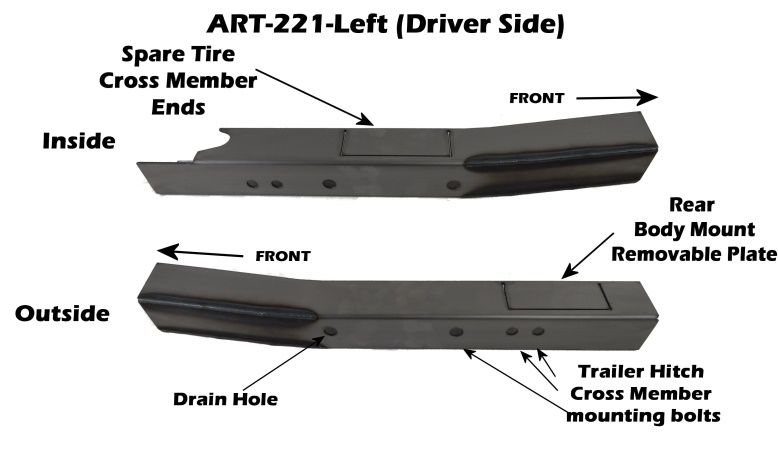 ART-221-Left (Driver Side)
Spare Tire
Cross Member
Ends
FRONT
Inside
Rear
Body Mount
Removable Plate
FRONT
Outside
Drain Hole
Trailer Hitch
Cross Member
mounting bolts